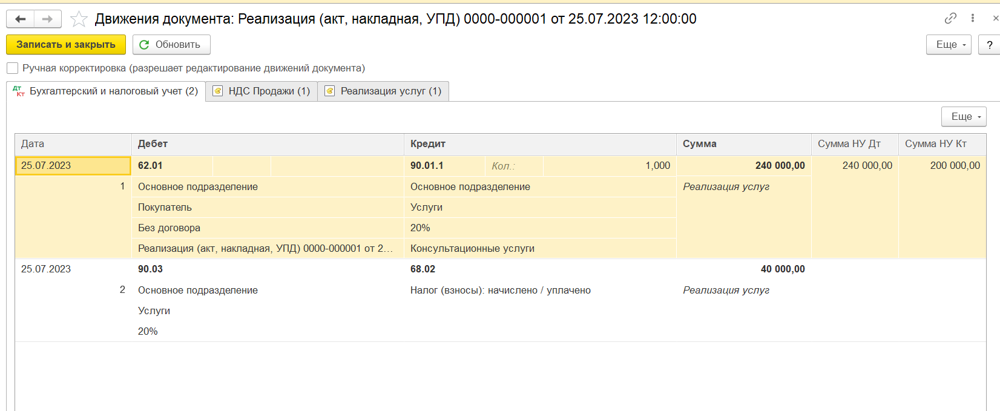 Движения документа: Реализация (акт, накладная, УПД) 0000-000001 от 25.07.2023 12:00:00
Записать и закрыть Обновить Еще ?
Ручная корректировка (разрешает редактирование движений документа)
Дт Кт Бухгалтерский и налоговый учет (2) НДС Продажи (1) Реализация услуг (1)
Еще
Дата Дебет Кредит Сумма Сумма НУ Дт Сумма НУ Кт
25.07.2023 62.01 90.01.1 Кол.: 1,000 240 000,00 240 000,00 200 000,00
1 Основное подразделение Основное подразделение Реализация услуг
Покупатель Услуги
Без договора 20%
Реализация (акт, накладная, УПД) 0000-000001 от 2... Консультационные услуги
25.07.2023 90.03 68.02 40 000,00
2 Основное подразделение Налог (взносы): начислено / уплачено Реализация услуг
Услуги
20%